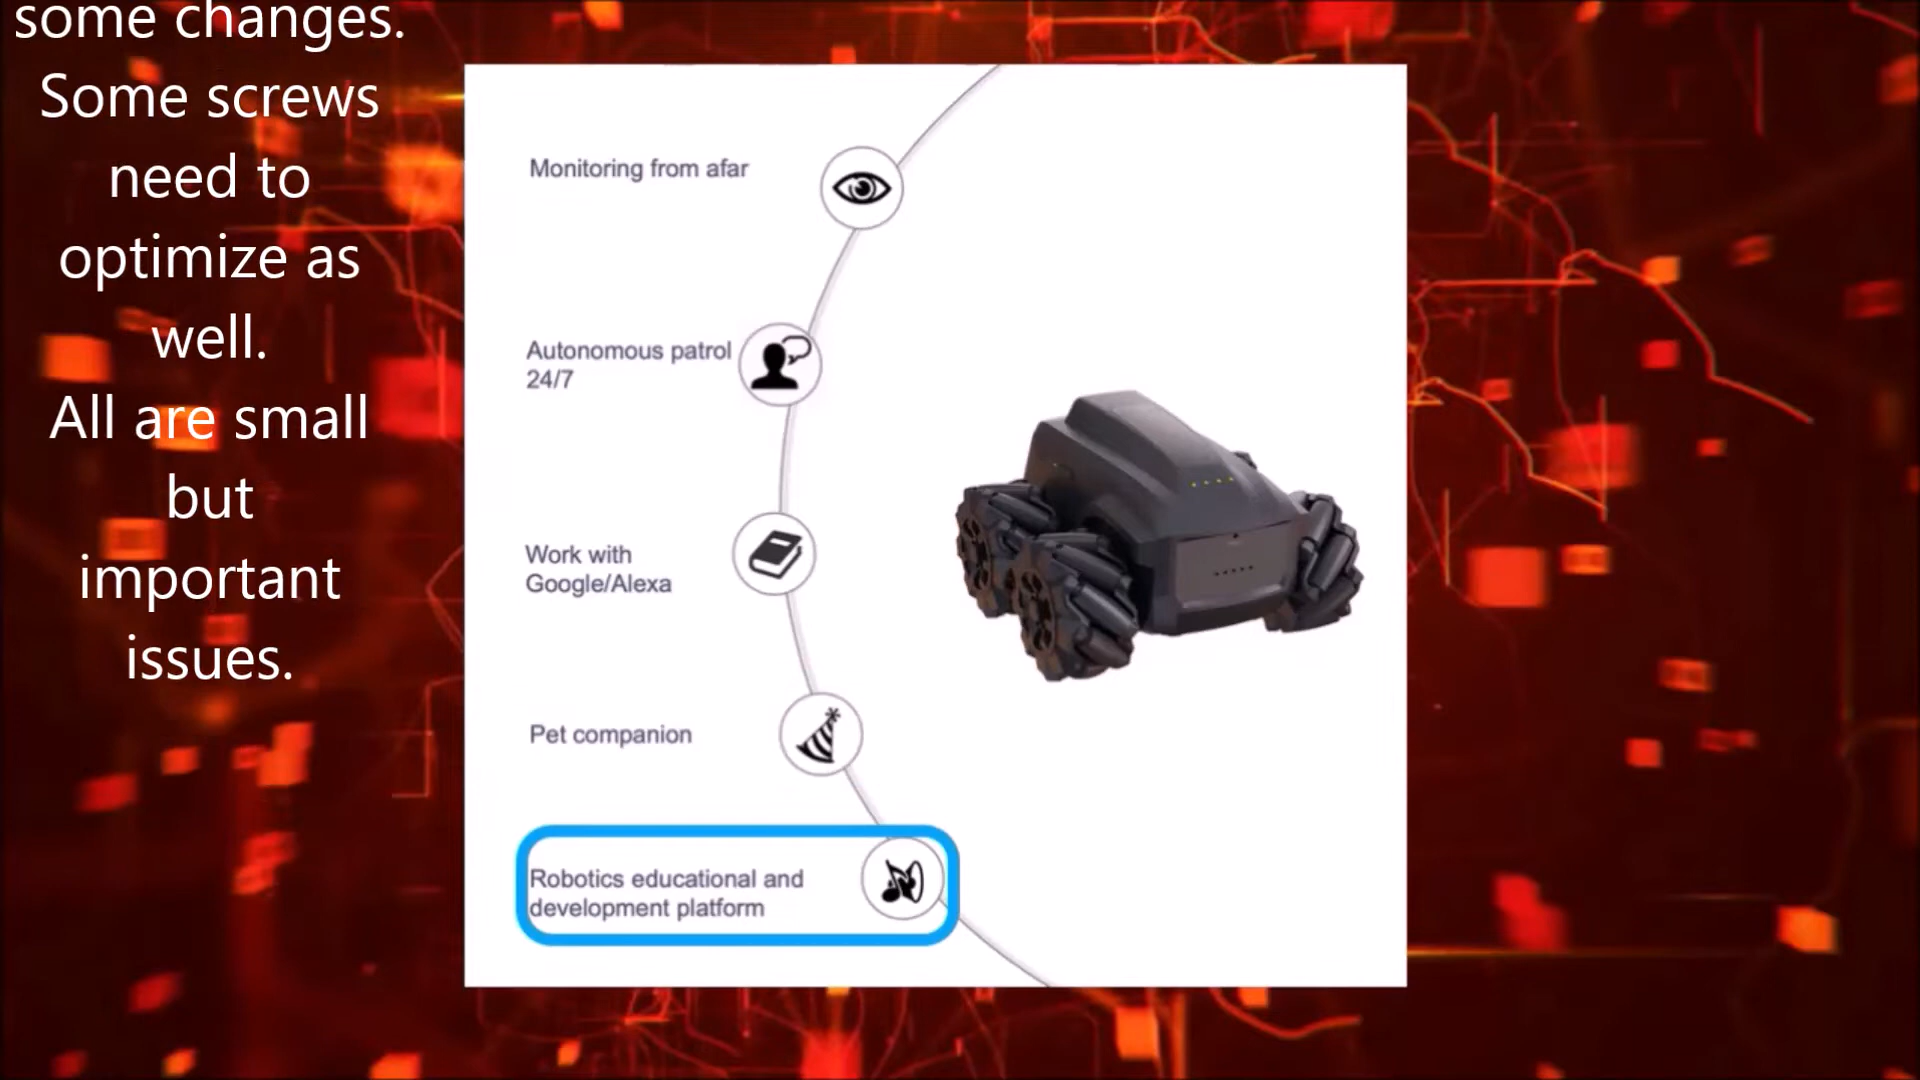 some changes.
Some screws
need to
optimize as
well.
All are small
but
important
issues.
Monitoring from afar
Autonomous patrol
24/7
Work with
Google/Alexa
Pet companion
Robotics educational and
development platform